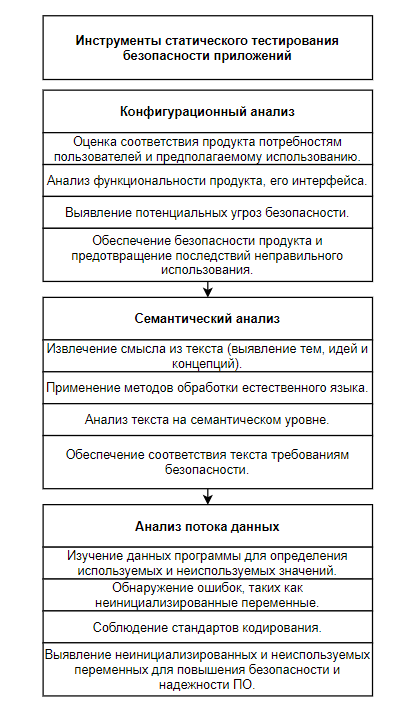 Инструменты статического тестирования
безопасности приложений
Конфигурационный анализ
Оценка соответствия продукта потребностям
пользователей и предполагаемому использованию.
Анализ функциональности продукта, его интерфейса.
Выявление потенциальных угроз безопасности.
Обеспечение безопасности продукта и
предотвращение последствий неправильного
использования.
Семантический анализ
Извлечение смысла из текста (выявление тем, идей и
концепций).
Применение методов обработки естественного языка.
Анализ текста на семантическом уровне.
Обеспечение соответствия текста требованиям
безопасности.
Анализ потока данных
Изучение данных программы для определения
используемых и неиспользуемых значений.
Обнаружение ошибок, таких как
неинициализированные переменные.
Соблюдение стандартов кодирования.
Выявление неинициализированных и неиспользуемых
переменных для повышения безопасности и
надежности ПО.